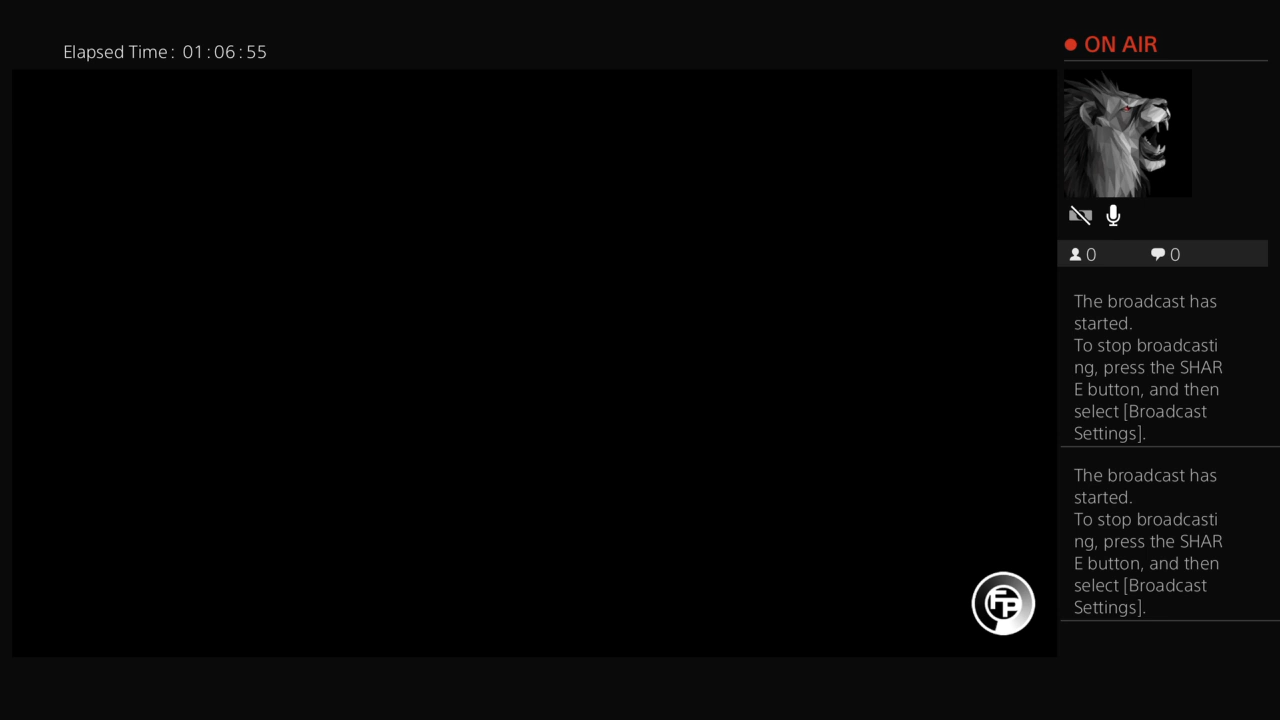 Elapsed Time: 01:06:55
ON AIR
0 0
The broadcast has
started.
To stop broadcasti
ng, press the SHAR
E button, and then
select [Broadcast
Settings].
The broadcast has
started.
To stop broadcasti
ng, press the SHAR
E button, and then
select [Broadcast
Settings].